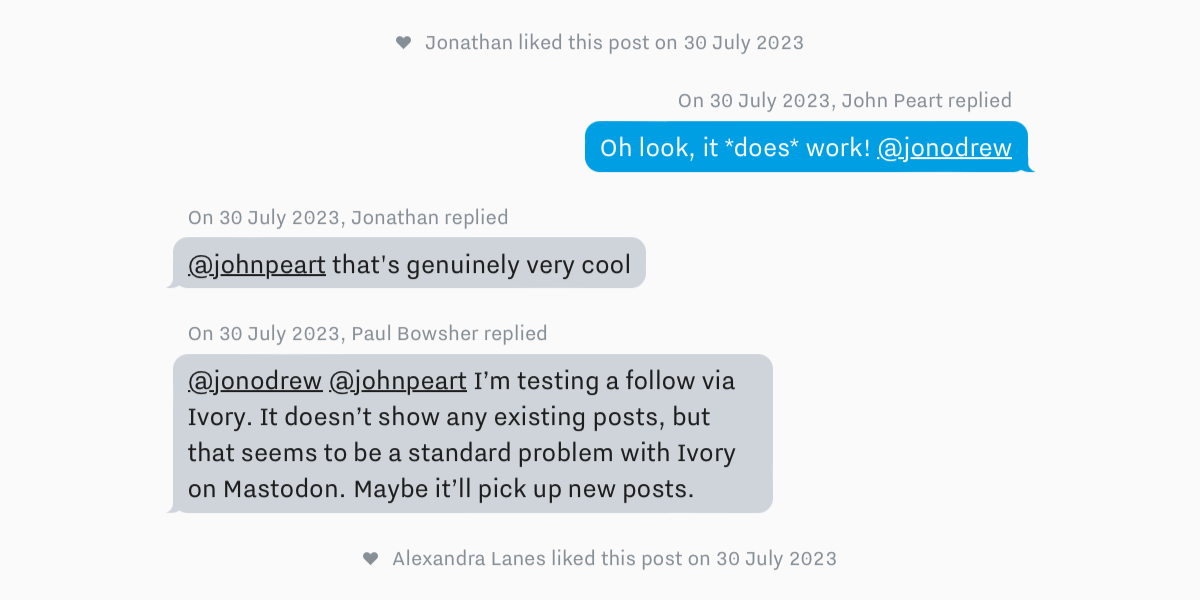 ♥ Jonathan liked this post on 30 July 2023
On 30 July 2023, John Peart replied
Oh look, it *does* work! @jonodrew
On 30 July 2023, Jonathan replied
@johnpeart that's genuinely very cool
On 30 July 2023, Paul Bowsher replied
@jonodrew @johnpeart I’m testing a follow via
Ivory. It doesn’t show any existing posts, but
that seems to be a standard problem with Ivory
on Mastodon. Maybe it’ll pick up new posts.
♥ Alexandra Lanes liked this post on 30 July 2023